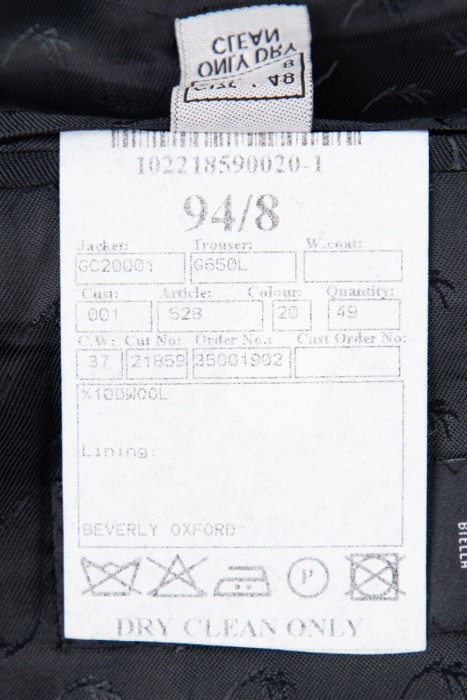 CLEAN
ONLY DRY
48
102218590020-1
94/8
Jacket: Trouser: W.coat:
GC20001 G650L
Cust: Article: Colour: Quantity:
001 528 20 49
C.W: Cut No: Order No.: Cust Order No:
37 21859 35001902
%100WOOL
Lining:
BEVERLY OXFORD
P
DRY CLEAN ONLY